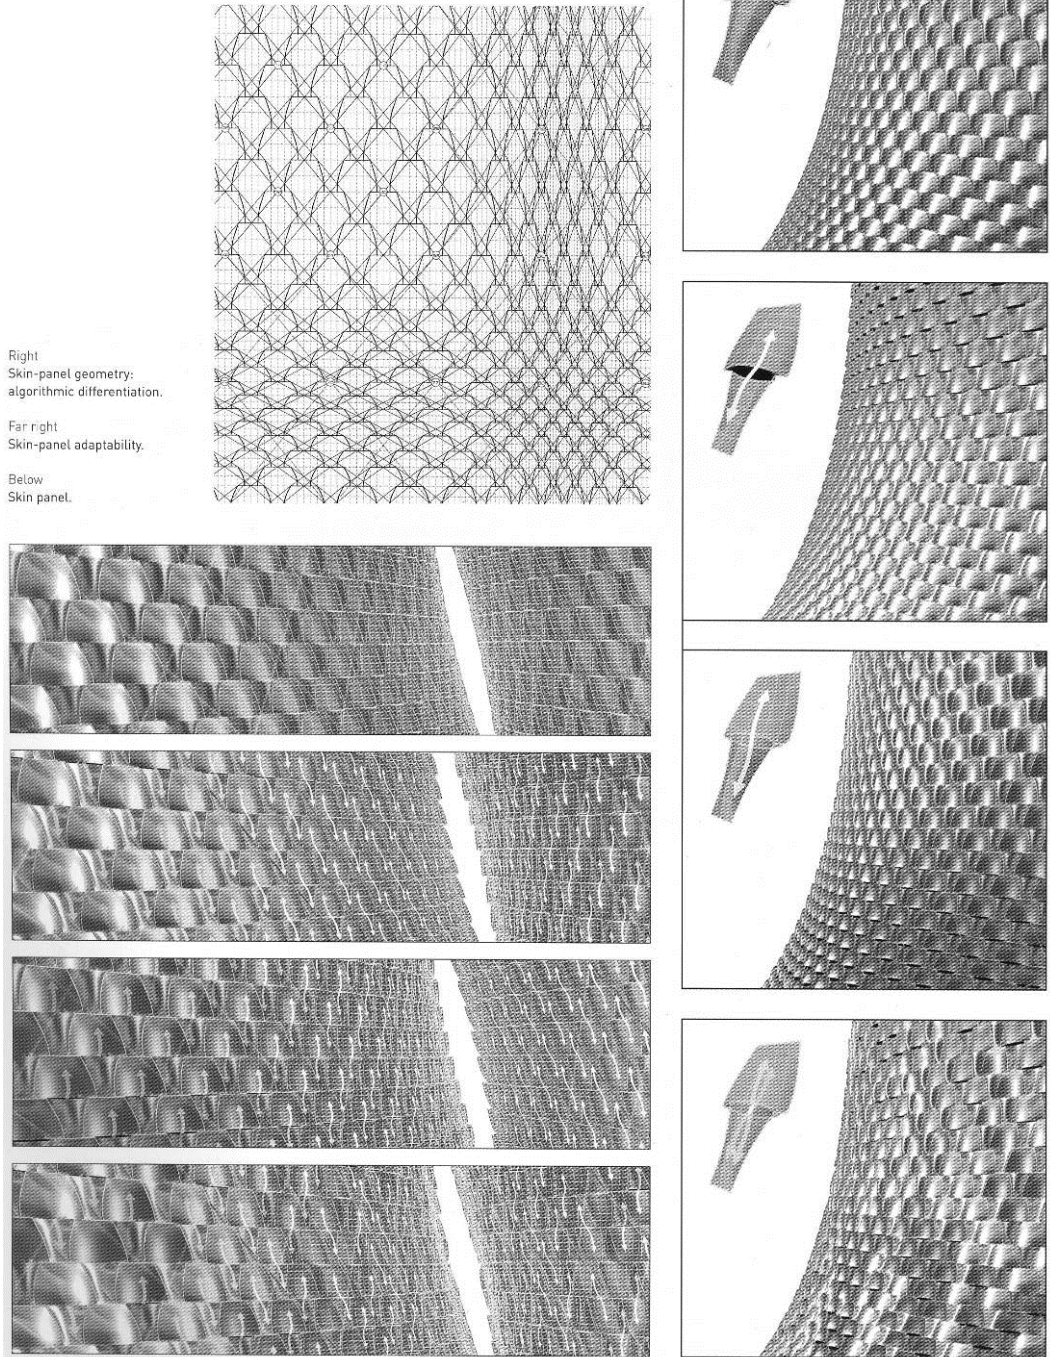 Right
Skin-panel geometry:
algorithmic differentiation.
Far right
Skin-panel adaptability.
Below
Skin panel.